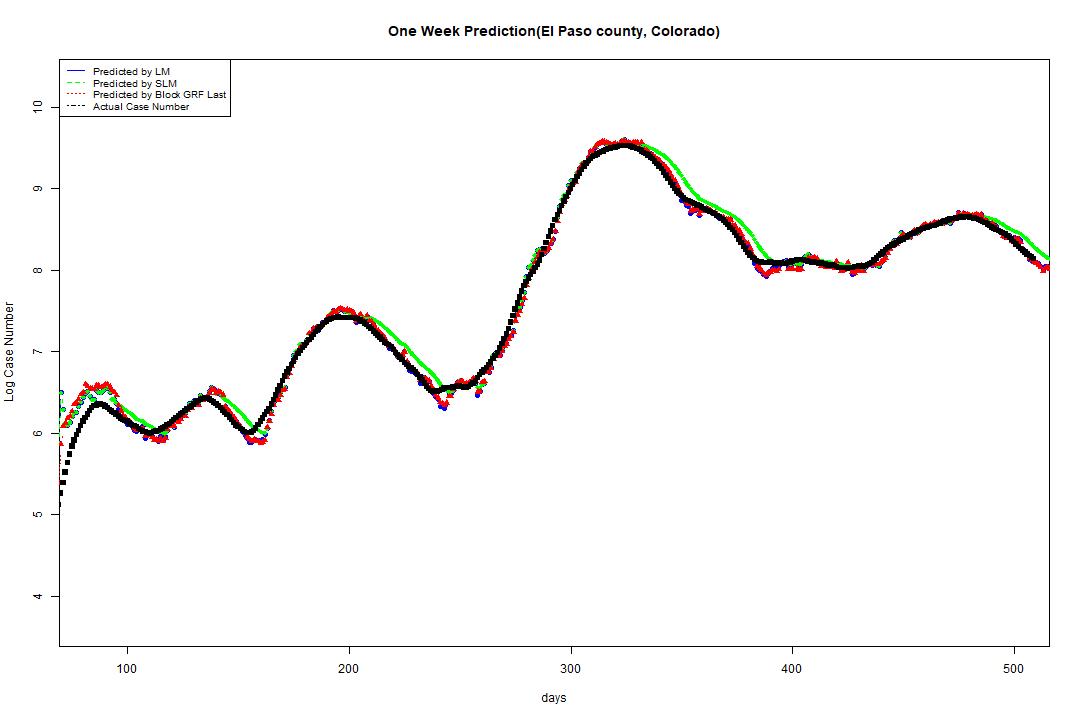 One Week Prediction(El Paso county, Colorado)
Predicted by LM
Predicted by SLM
Predicted by Block GRF Last
Actual Case Number
Log Case Number
10
9
8
7
6
5
4
100 200 300 400 500
days